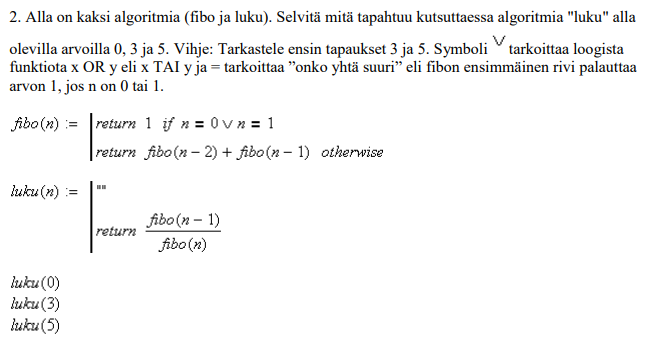 2. Alla on kaksi algoritmia (fibo ja luku). Selvitä mitä tapahtuu kutsuttaessa algoritmia "luku" alla
olevilla arvoilla 0, 3 ja 5. Vihje: Tarkastele ensin tapaukset 3 ja 5. Symboli ∨ tarkoittaa loogista
funktiota x OR y eli x TAI y ja = tarkoittaa ”onko yhtä suuri” eli fibon ensimmäinen rivi palauttaa
arvon 1, jos n on 0 tai 1.
fibo(n) := return 1 if n = 0 ∨ n = 1
return fibo(n − 2) + fibo(n − 1) otherwise
luku(n) := ""
return fibo(n − 1)
fibo(n)
luku(0)
luku(3)
luku(5)